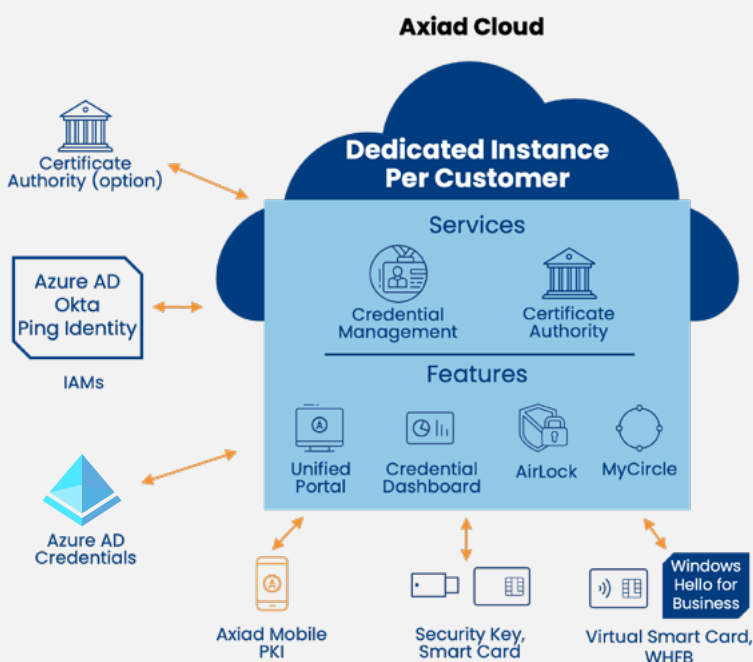 Axiad Cloud
Dedicated Instance
Per Customer
Certificate
Authority (option)
Services
Credential
Management
Certificate
Authority
Azure AD
Okta
Ping Identity
IAMs
Features
Unified
Portal
Credential
Dashboard
AirLock
MyCircle
Azure AD
Credentials
Axiad Mobile
PKI
Security Key,
Smart Card
Windows
Hello for
Business
Virtual Smart Card,
WHFB